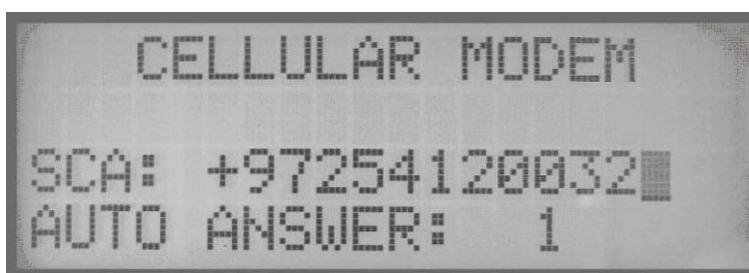 CELLULAR MODEM
SCA: +97254120032
AUTO ANSWER: 1